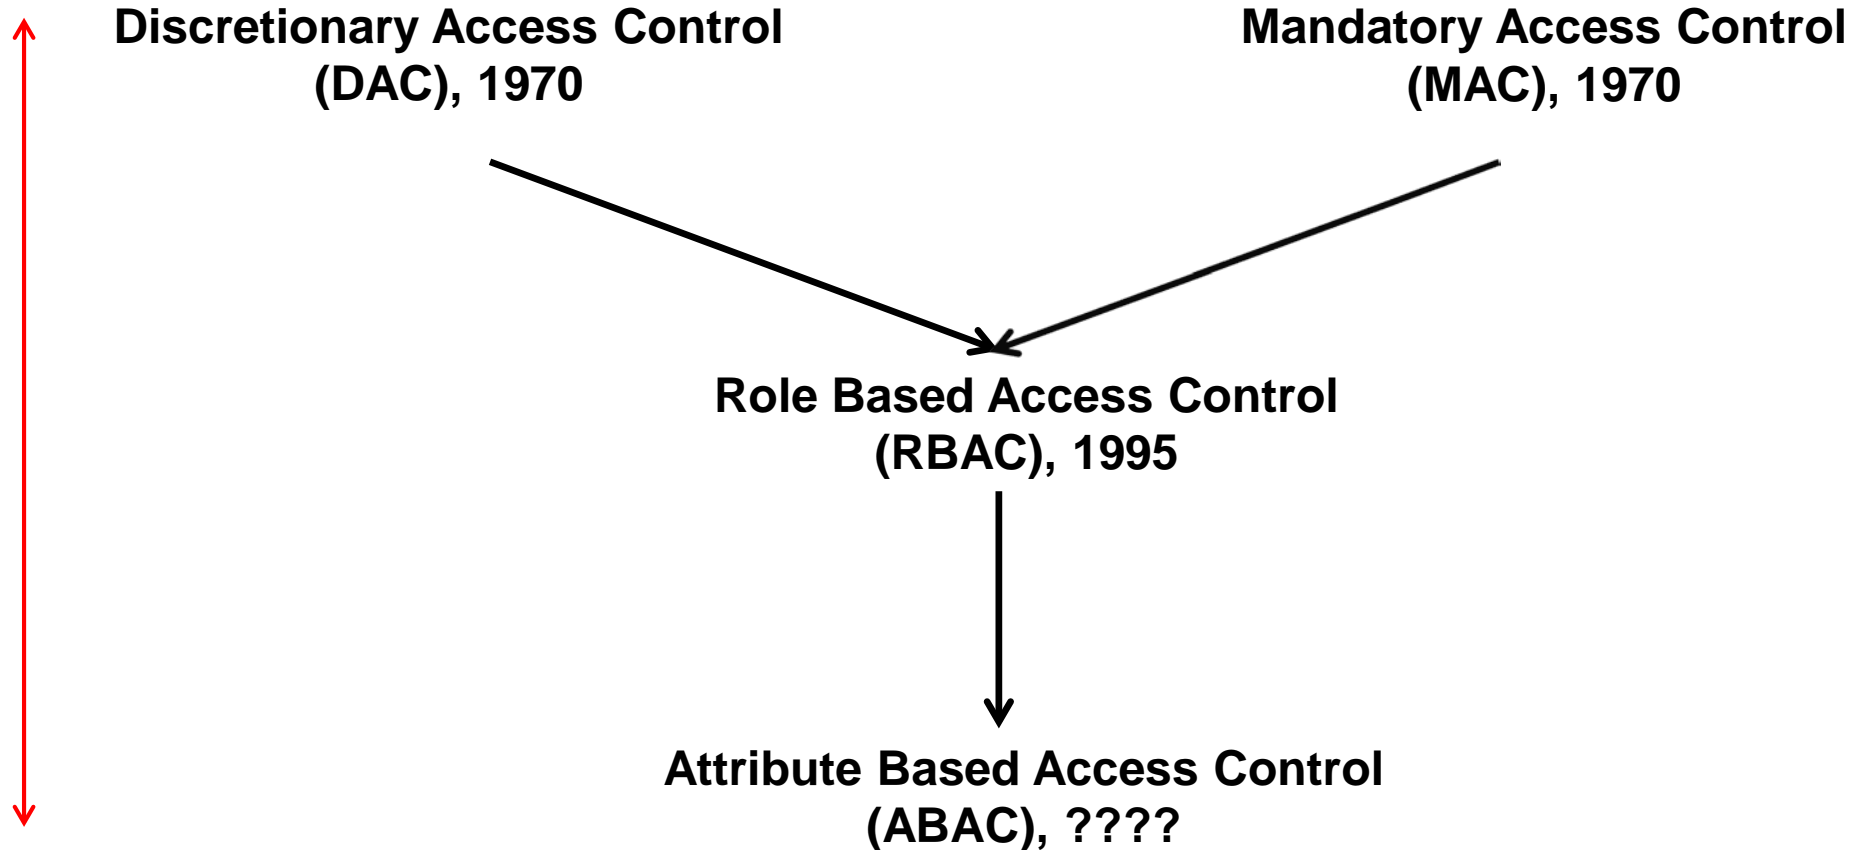 Discretionary Access Control
(DAC), 1970
Mandatory Access Control
(MAC), 1970
Role Based Access Control
(RBAC), 1995
Attribute Based Access Control
(ABAC), ????